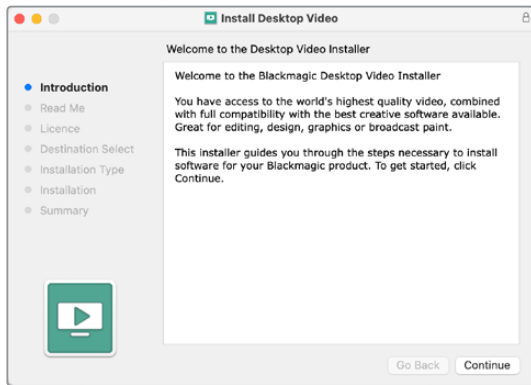 Install Desktop Video
Welcome to the Desktop Video Installer
Introduction
Read Me
Licence
Destination Select
Installation Type
Installation
Summary
Welcome to the Blackmagic Desktop Video Installer
You have access to the world's highest quality video, combined
with full compatibility with the best creative software available.
Great for editing, design, graphics or broadcast paint.
This installer guides you through the steps necessary to install
software for your Blackmagic product. To get started, click
Continue.
Go Back
Continue